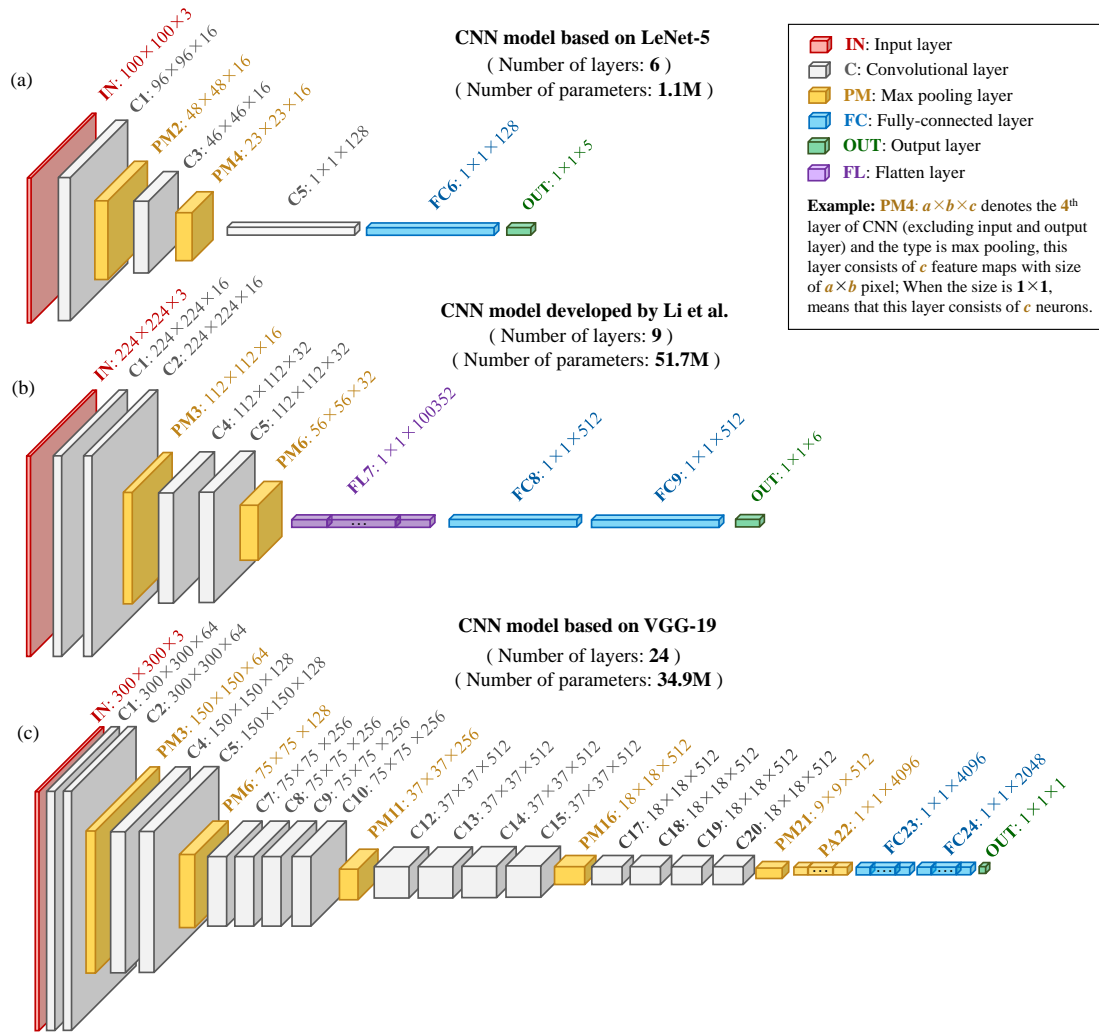 CNN model based on LeNet-5
( Number of layers: 6 )
( Number of parameters: 1.1M )
(a)
IN: 100×100×3
C1: 96×96×16
PM2: 48×48×16
C3: 46×46×16
PM4: 23×23×16
C5: 1×1×128
FC6: 1×1×128
OUT: 1×1×5
IN: Input layer
C: Convolutional layer
PM: Max pooling layer
FC: Fully-connected layer
OUT: Output layer
FL: Flatten layer
Example: PM4: a×b×c denotes the 4th
layer of CNN (excluding input and output
layer) and the type is max pooling, this
layer consists of c feature maps with size
of a×b pixel; When the size is 1×1,
means that this layer consists of c neurons.
CNN model developed by Li et al.
( Number of layers: 9 )
( Number of parameters: 51.7M )
(b)
IN: 224×224×3
C1: 224×224×16
C2: 224×224×16
PM3: 112×112×16
C4: 112×112×32
C5: 112×112×32
PM6: 56×56×32
FL7: 1×1×100352
FC8: 1×1×512
FC9: 1×1×512
OUT: 1×1×6
...
CNN model based on VGG-19
( Number of layers: 24 )
( Number of parameters: 34.9M )
(c)
IN: 300×300×3
C1: 300×300×64
C2: 300×300×64
PM3: 150×150×64
C4: 150×150×128
C5: 150×150×128
PM6: 75×75×128
C7: 75×75×256
C8: 75×75×256
C9: 75×75×256
C10: 75×75×256
PM11: 37×37×256
C12: 37×37×512
C13: 37×37×512
C14: 37×37×512
C15: 37×37×512
PM16: 18×18×512
C17: 18×18×512
C18: 18×18×512
C19: 18×18×512
C20: 18×18×512
PM21: 9×9×512
PA22: 1×1×4096
FC23: 1×1×4096
FC24: 1×1×2048
OUT: 1×1×1
... ... ...